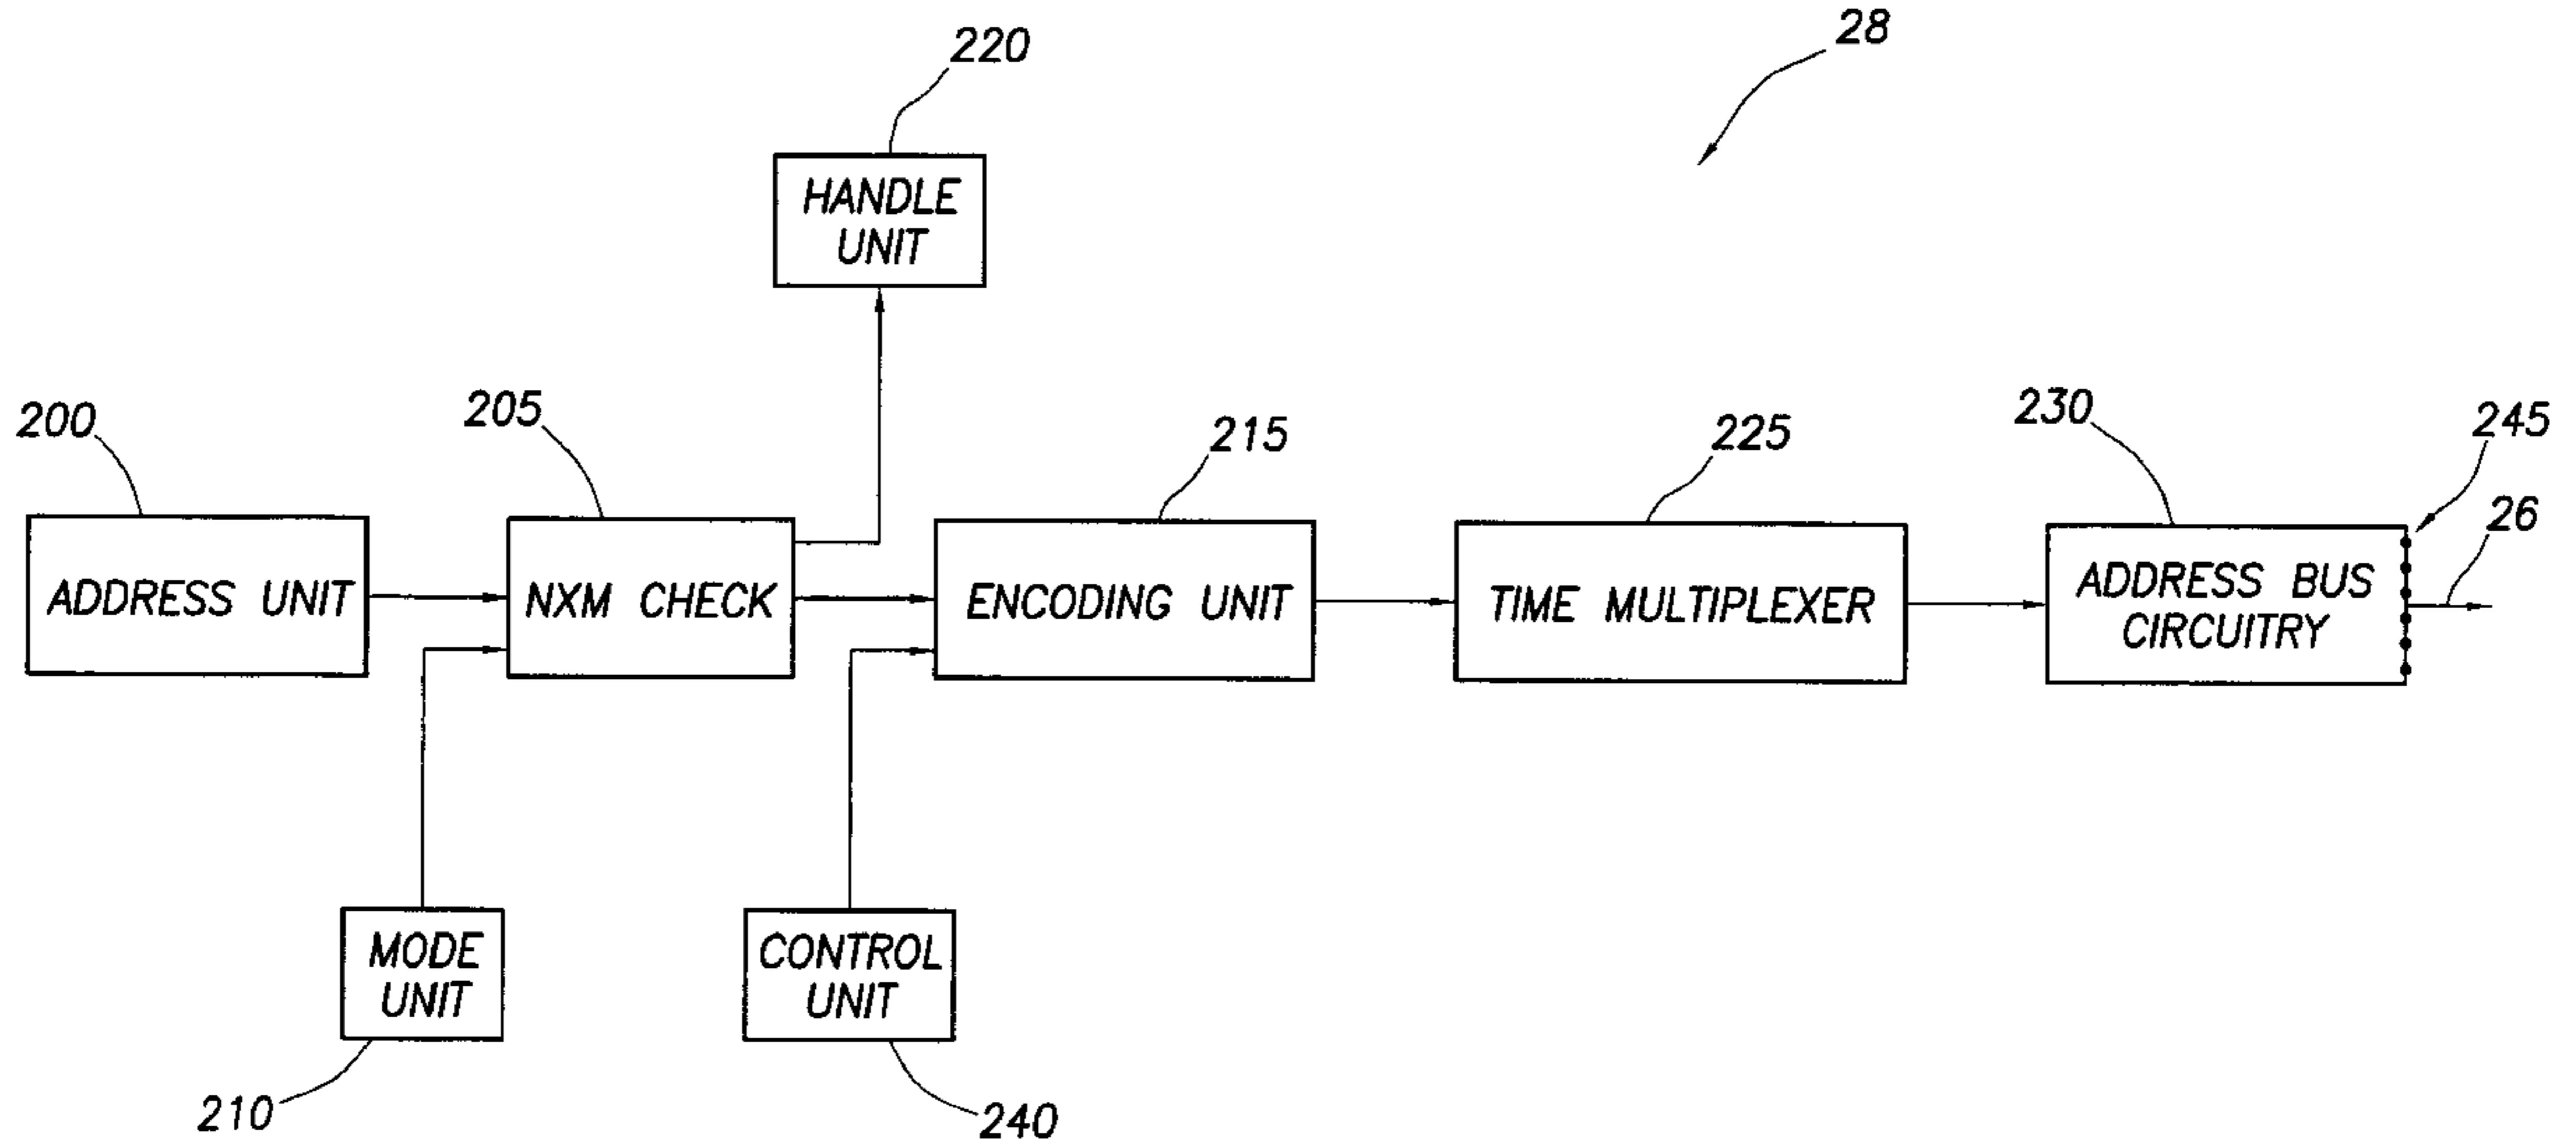 28
220
HANDLE
UNIT
200
205
215
225
230
245
26
ADDRESS UNIT
NXM CHECK
ENCODING UNIT
TIME MULTIPLEXER
ADDRESS BUS
CIRCUITRY
MODE
UNIT
CONTROL
UNIT
210
240